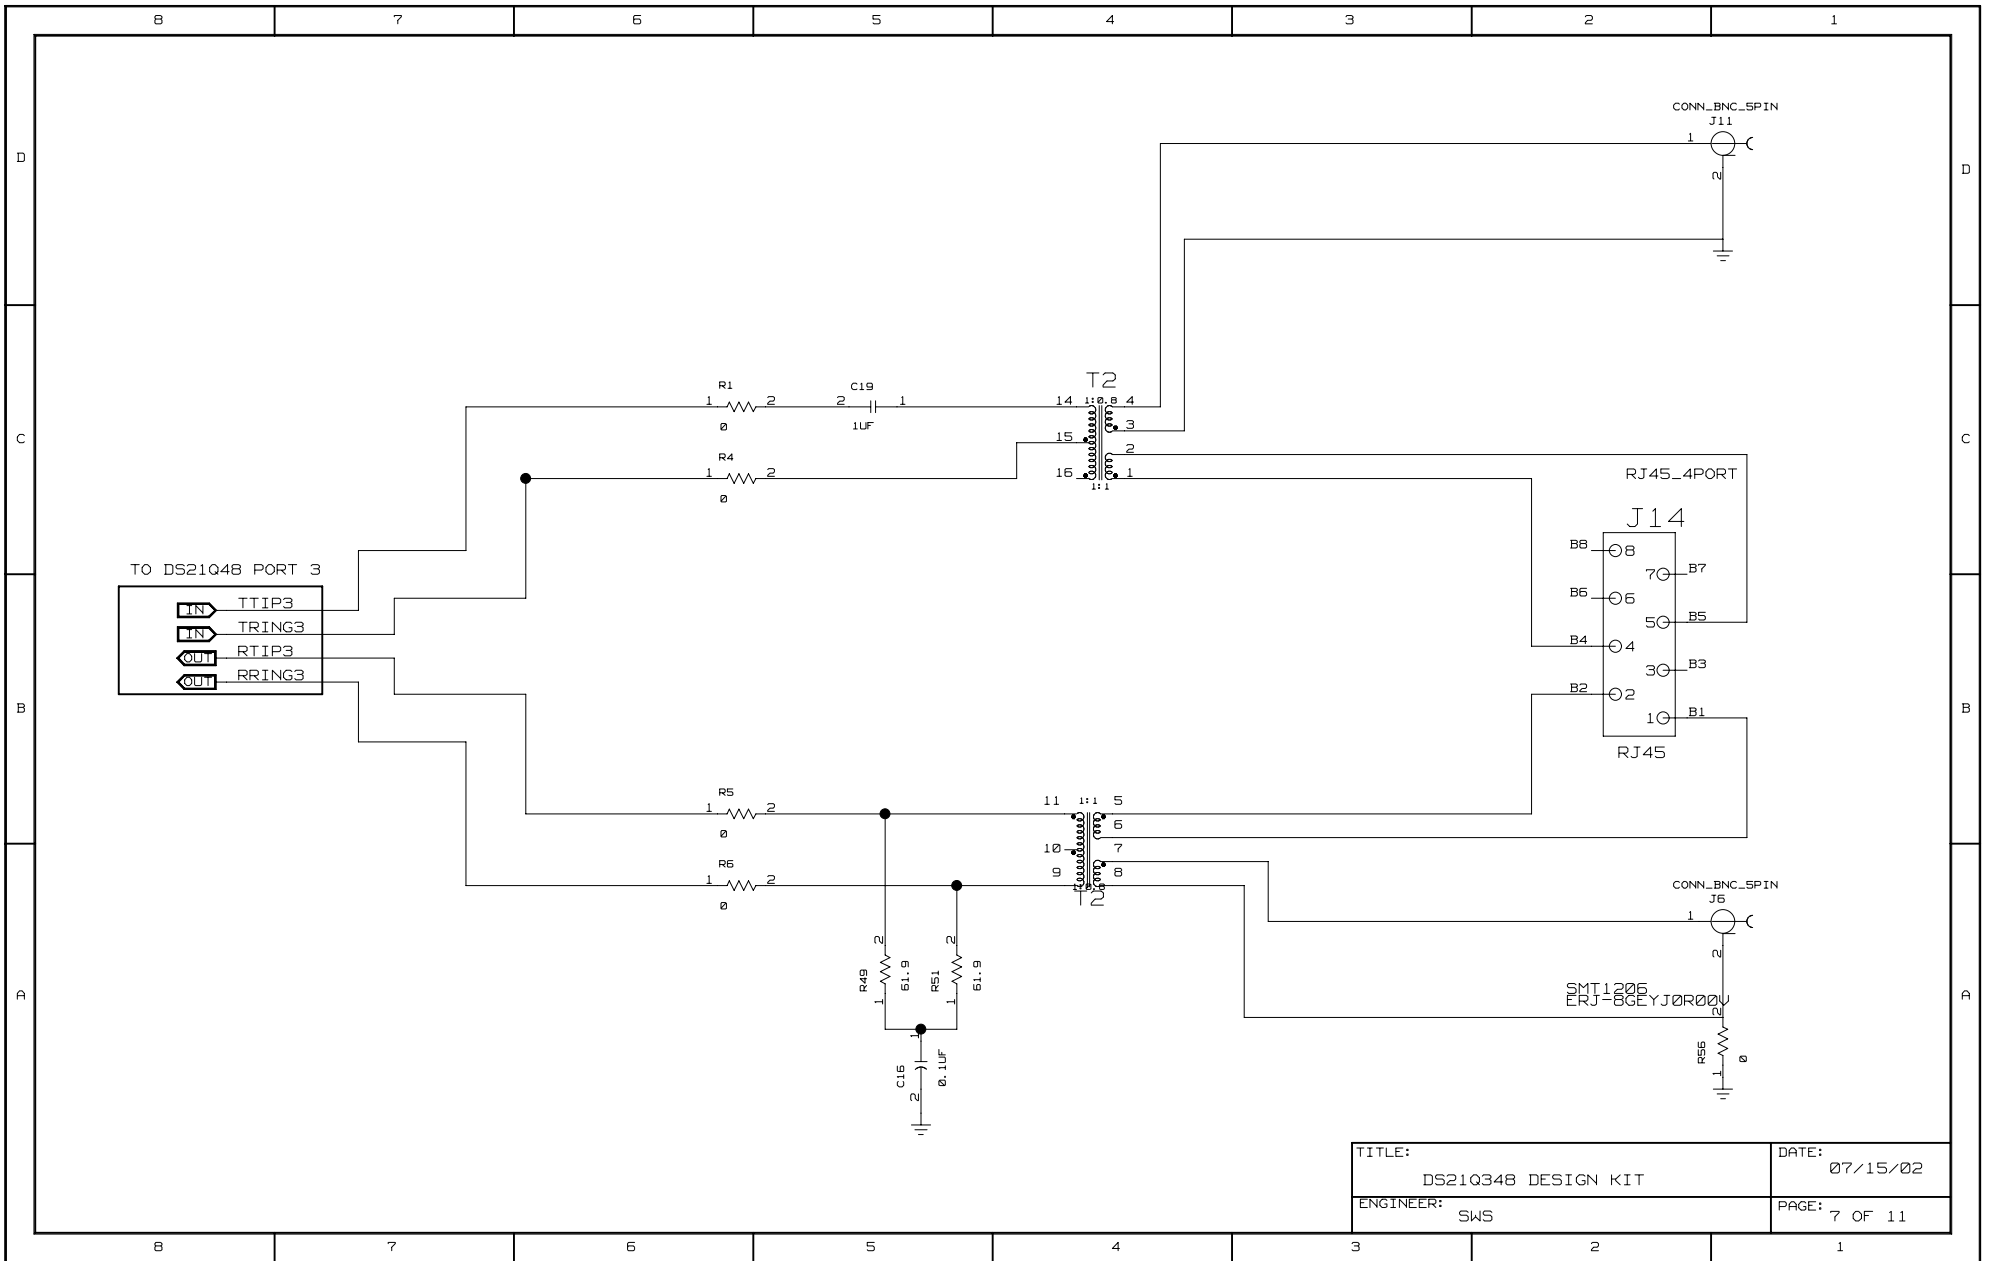 8 7 6 5 4 3 2 1
CONN_BNC_5PIN
J11
1
2
D D
T2
R1 C19
1 2 2 1 14 1:0.8 4
0 1UF
3
15
2
R4
1 2 16 1
0 1:1
C C
RJ45_4PORT
J14
B8 8
7 B7
B6 6
5 B5
B4 4
3 B3
B2 2
1 B1
RJ45
TO DS21Q48 PORT 3
IN TTIP3
IN TRING3
OUT RTIP3
OUT RRING3
B B
R5
1 2 11 1:1 5
0 6
10 7
R6 9 8
1 2
0
T2
CONN_BNC_5PIN
J6
1
2
2 2
R49 61.9 R51 61.9
1 1
A A
SMT1206
ERJ-8GEYJ0R00V
2
R56 0
1
1
C16 0.1UF
2
TITLE: DATE:
DS21Q348 DESIGN KIT 07/15/02
ENGINEER: PAGE:
SWS 7 OF 11
8 7 6 5 4 3 2 1